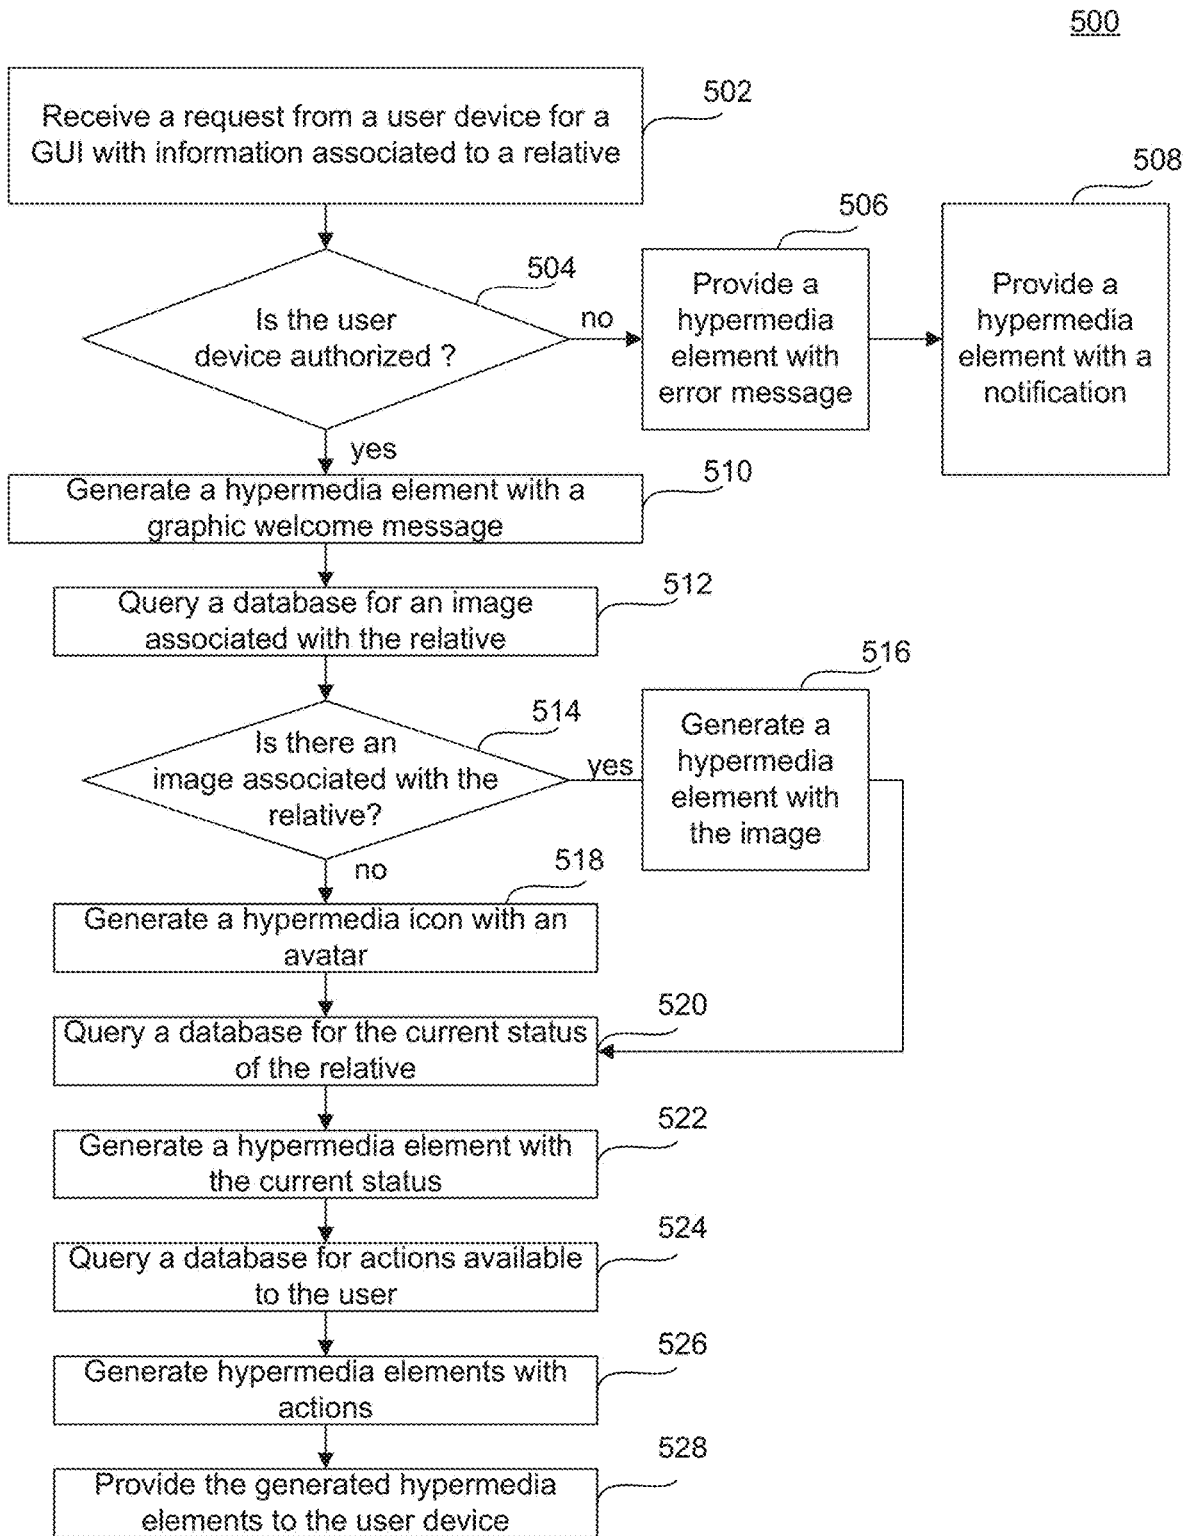 500
502
Receive a request from a user device for a
GUI with information associated to a relative
508
506
504
Provide a
hypermedia
element with
error message
Provide a
hypermedia
element with a
notification
Is the user
device authorized ?
no
yes
510
Generate a hypermedia element with a
graphic welcome message
512
Query a database for an image
associated with the relative
516
514
Is there an
image associated with the
relative?
yes
Generate a
hypermedia
element with
the image
no
518
Generate a hypermedia icon with an
avatar
520
Query a database for the current status
of the relative
522
Generate a hypermedia element with
the current status
524
Query a database for actions available
to the user
526
Generate hypermedia elements with
actions
528
Provide the generated hypermedia
elements to the user device